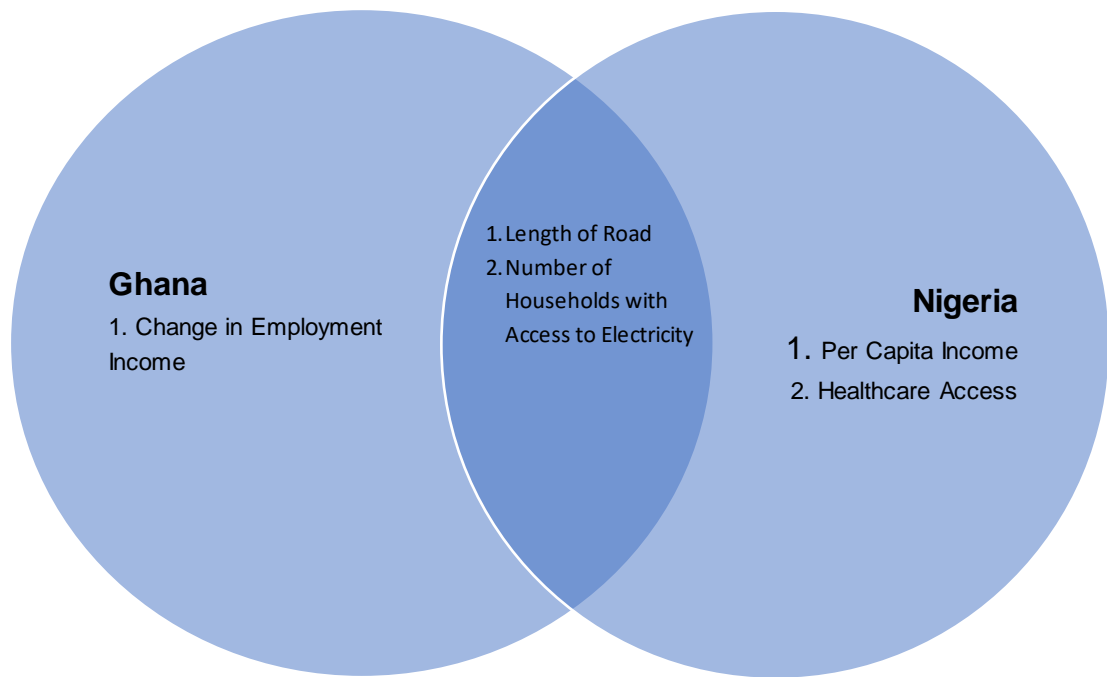 Ghana
1. Change in Employment
Income
1. Length of Road
2. Number of
Households with
Access to Electricity
Nigeria
1. Per Capita Income
2. Healthcare Access